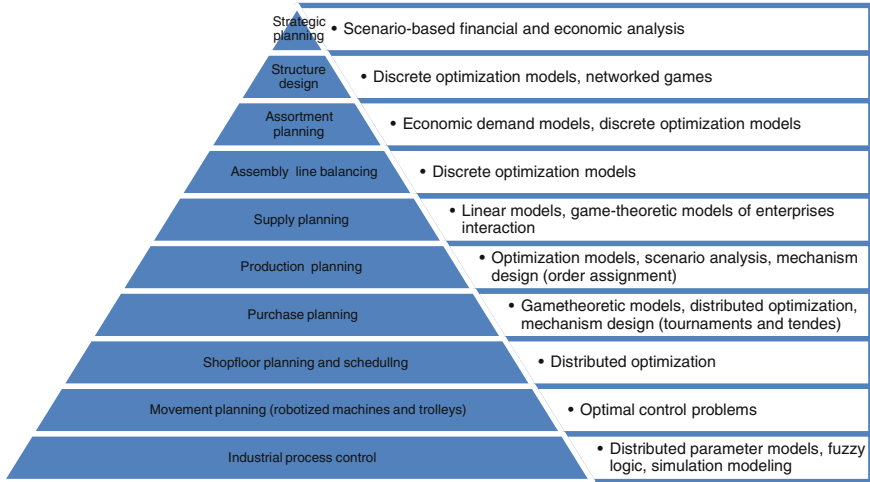 Strategic
planning
• Scenario-based financial and economic analysis
Structure
design
• Discrete optimization models, networked games
Assortment
planning
• Economic demand models, discrete optimization models
Assembly line balancing
• Discrete optimization models
Supply planning
• Linear models, game-theoretic models of enterprises
interaction
Production planning
• Optimization models, scenario analysis, mechanism
design (order assignment)
Purchase planning
• Gametheoretic models, distributed optimization,
mechanism design (tournaments and tendes)
Shopfloor planning and schedullng
• Distributed optimization
Movement planning (robotized machines and trolleys)
• Optimal control problems
Industrial process control
• Distributed parameter models, fuzzy
logic, simulation modeling